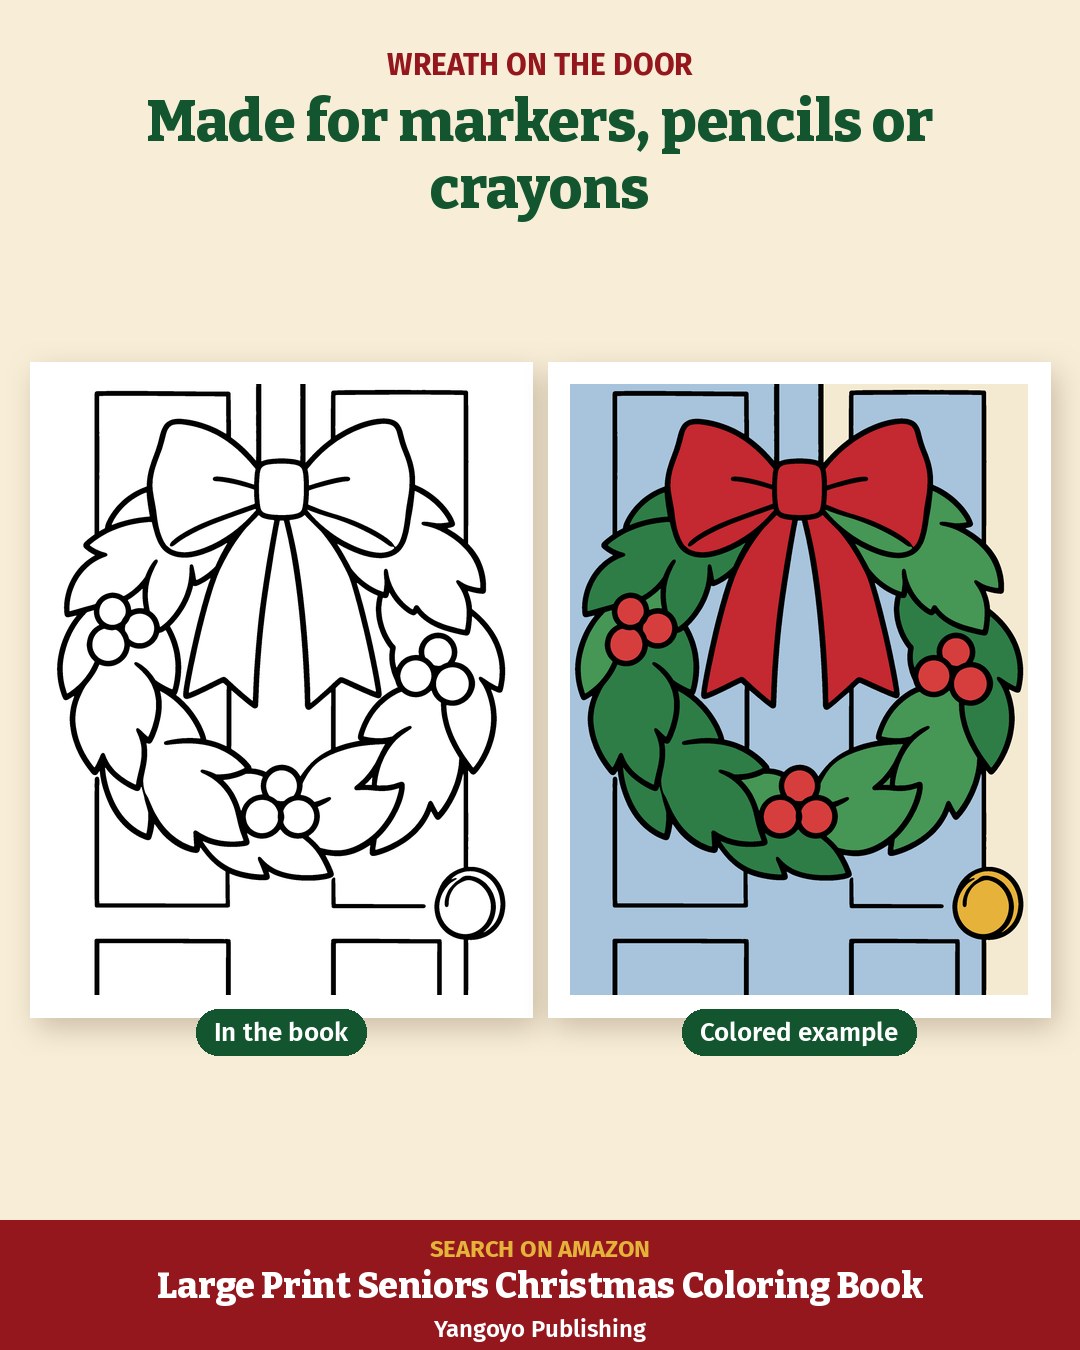 WREATH ON THE DOOR
Made for markers, pencils or
crayons
In the book
Colored example
SEARCH ON AMAZON
Large Print Seniors Christmas Coloring Book
Yangoyo Publishing